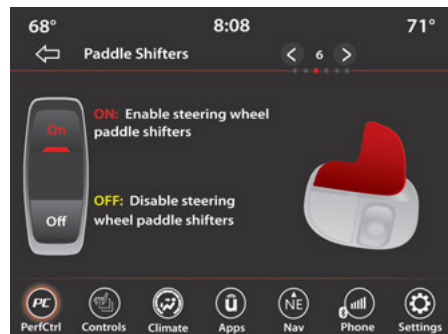 68° 8:08 71°
Paddle Shifters < 6 >
ON: Enable steering wheel
paddle shifters
On
OFF: Disable steering
wheel paddle shifters
Off
PC ū NE
PerfCtrl Controls Climate Apps Nav Phone Settings